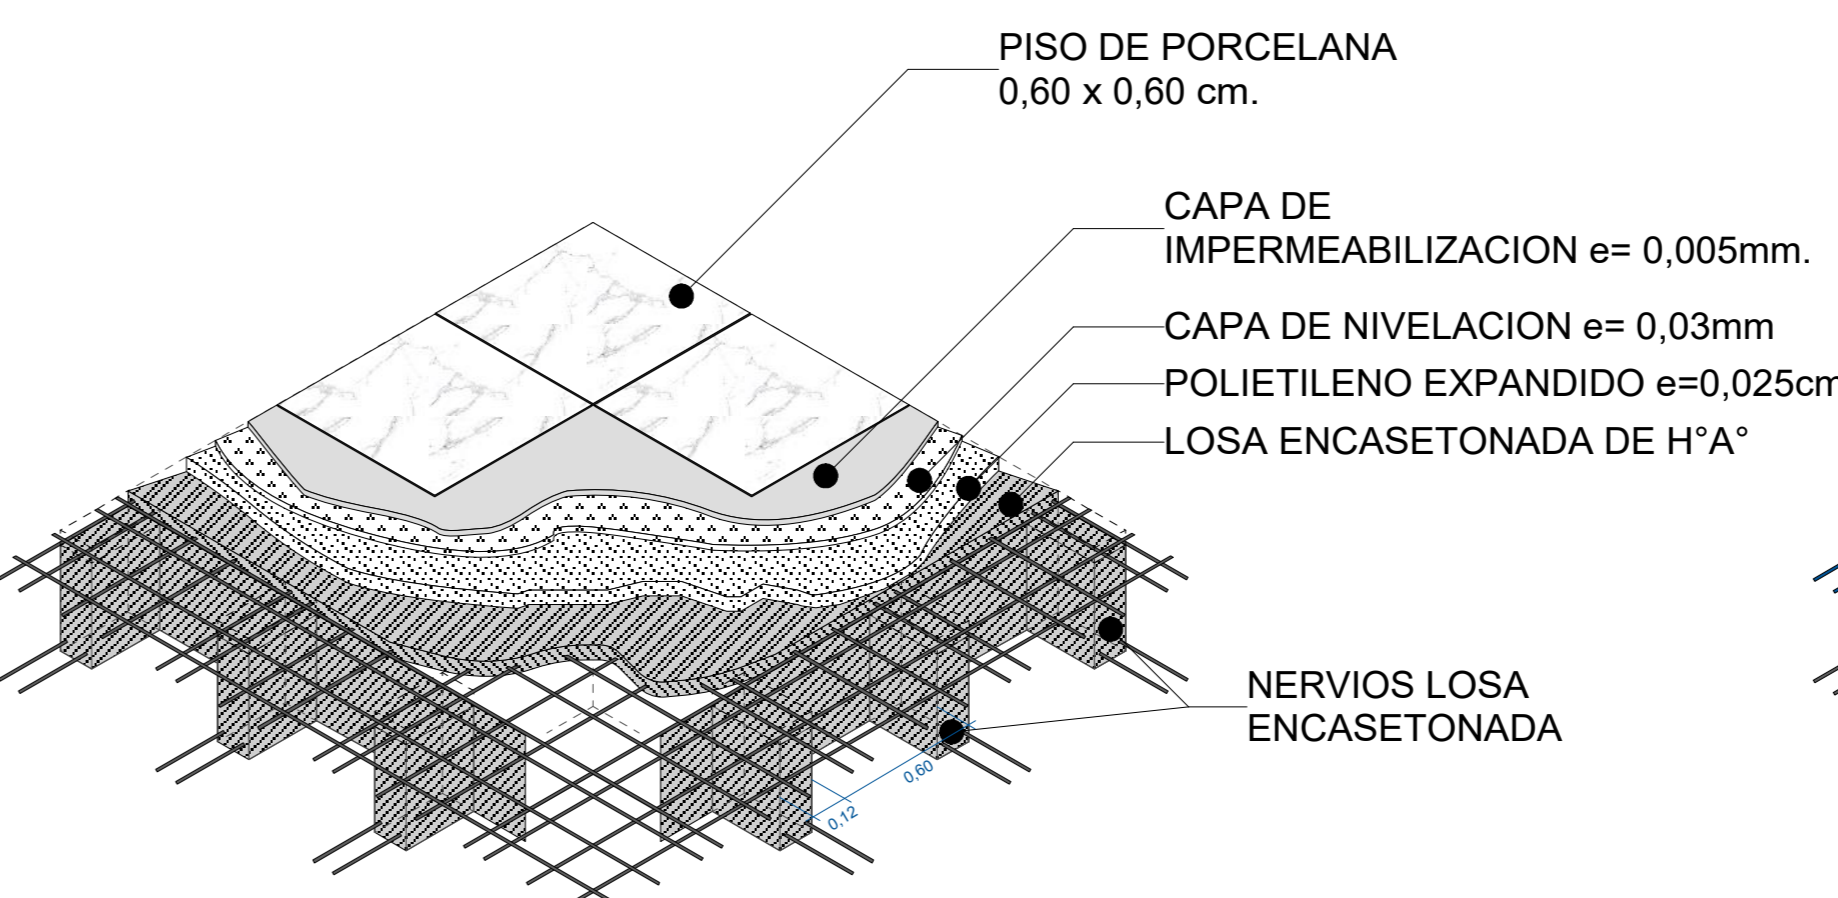 PISO DE PORCELANA
0,60 x 0,60 cm.
CAPA DE
IMPERMEABILIZACION e= 0,005mm.
CAPA DE NIVELACION e= 0,03mm
POLIETILENO EXPANDIDO e=0,025cm
LOSA ENCASETONADA DE H°A°
NERVIOS LOSA
ENCASETONADA
0,60
0,12